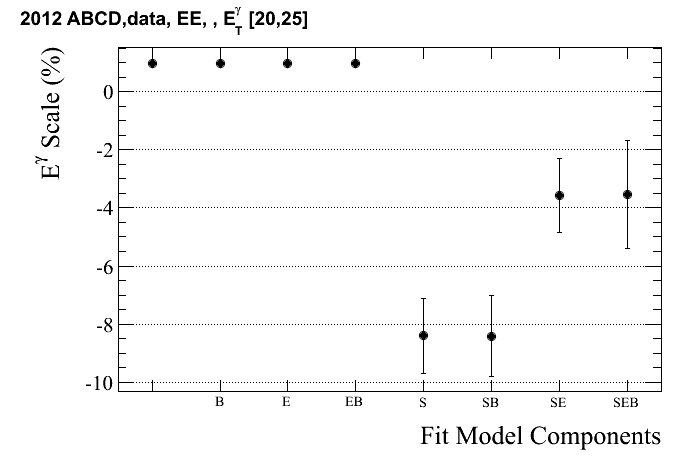 2012 ABCD,data, EE, , E_T^γ [20,25]
E^γ Scale (%)
0
-2
-4
-6
-8
-10
B E EB S SB SE SEB
Fit Model Components